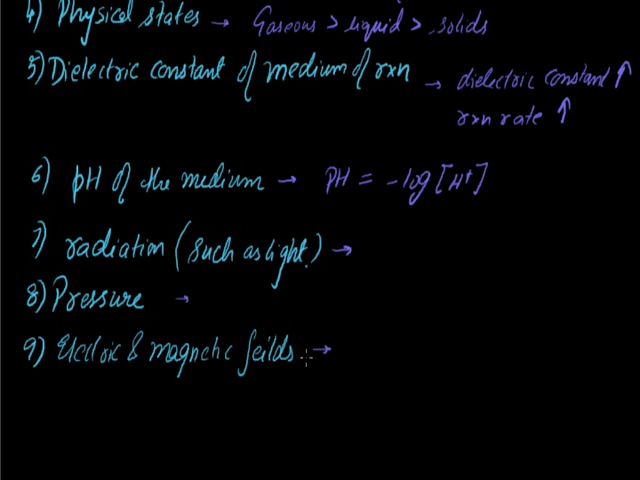 4) Physical states → Gaseous > liquid > solids
5) Dielectric constant of medium of rxn → dielectric constant ↑
rxn rate ↑
6) pH of the medium → PH = -log[H+]
7) radiation (such as light) →
8) Pressure →
9) Electric & magnetic feilds →